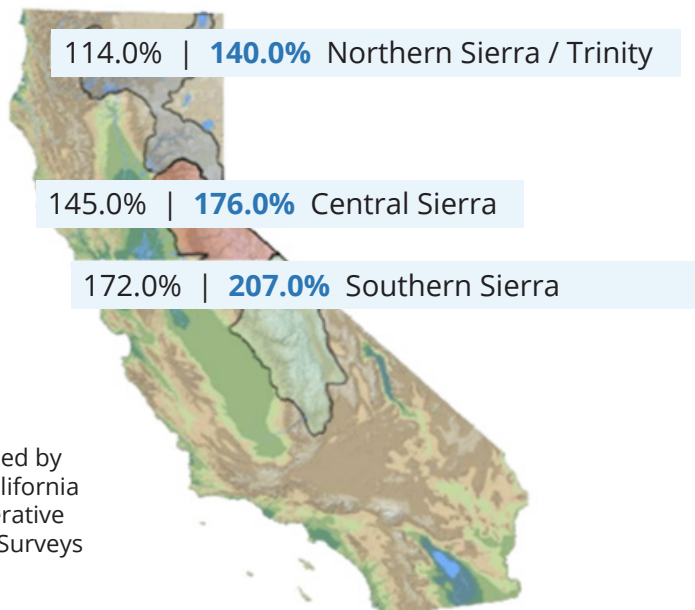 114.0% | 140.0% Northern Sierra / Trinity
145.0% | 176.0% Central Sierra
172.0% | 207.0% Southern Sierra
ed by
lifornia
erative
Surveys